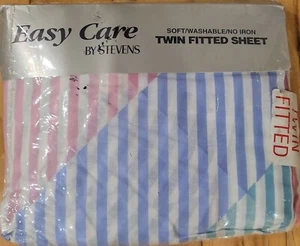 Easy Care
BY STEVENS
SOFT/WASHABLE/NO IRON
TWIN FITTED SHEET
TWIN
FITTED